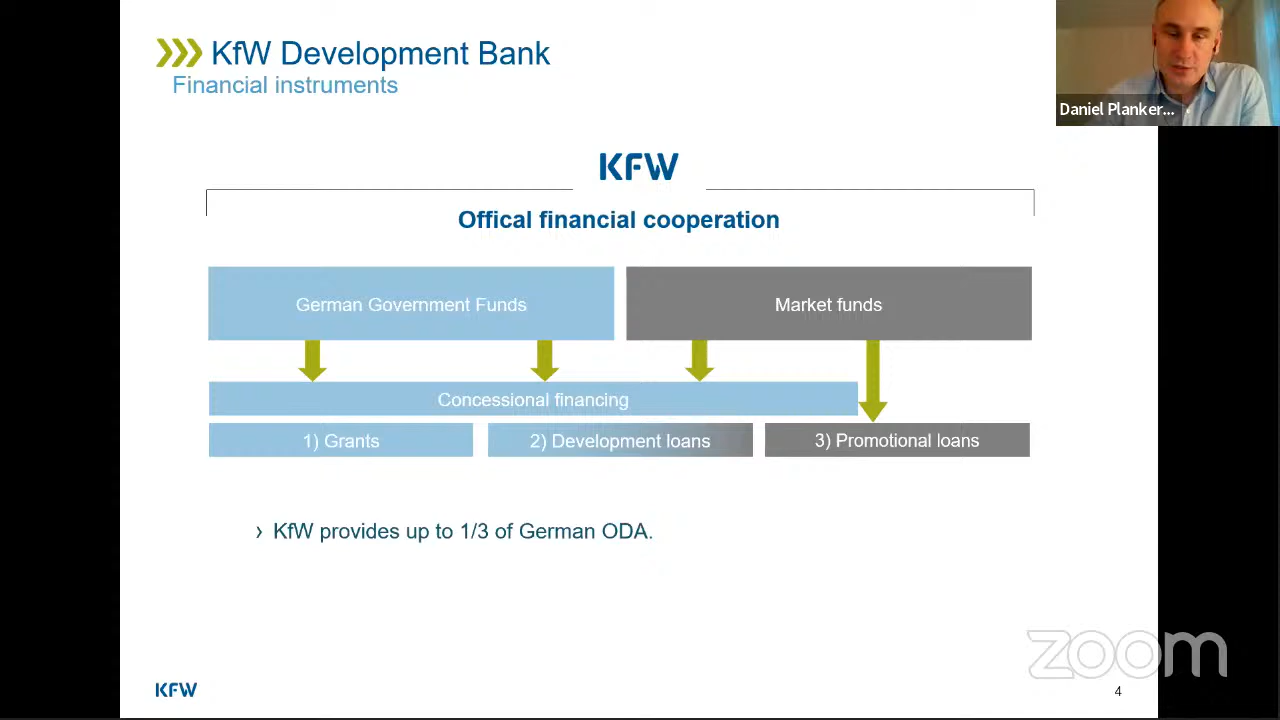 KfW Development Bank
Financial instruments
Daniel Planker...
KFW
Offical financial cooperation
German Government Funds
Market funds
Concessional financing
1) Grants
2) Development loans
3) Promotional loans
› KfW provides up to 1/3 of German ODA.
zoom
KFW
4